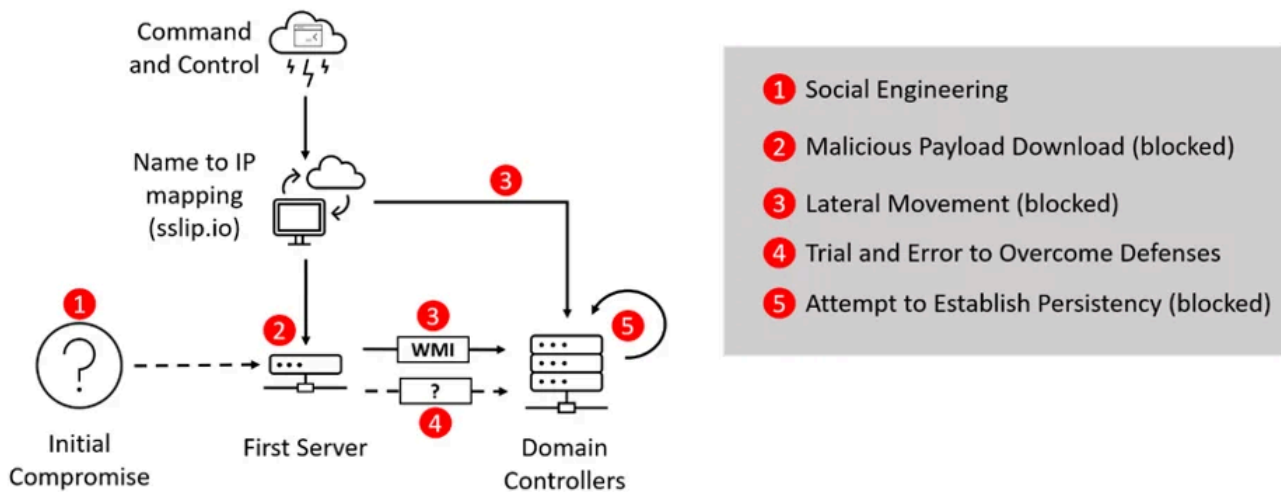 Command
and Control
Name to IP
mapping
(sslip.io)
3
1
2
3
WMI
5
?
?
4
Initial
Compromise
First Server
Domain
Controllers
1 Social Engineering
2 Malicious Payload Download (blocked)
3 Lateral Movement (blocked)
4 Trial and Error to Overcome Defenses
5 Attempt to Establish Persistency (blocked)